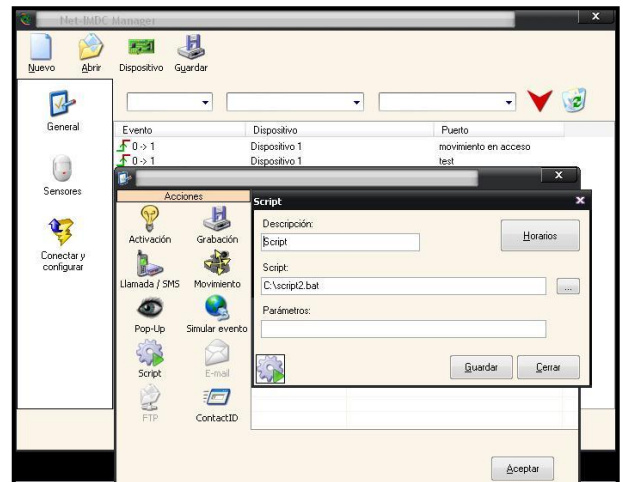 Net-IMDC Manager
x
Nuevo Abrir Dispositivo Guardar
General
Sensores
Conectar y
configurar
Evento Dispositivo Puerto
0 -> 1 Dispositivo 1 movimiento en acceso
0 -> 1 Dispositivo 1 test
x
Acciones
Activación Grabación
Llamada / SMS Movimiento
Pop-Up Simular evento
Script E-mail
FTP ContactID
Script x
Descripción:
Script
Horarios
Script:
C:\script2.bat
...
Parámetros:
Guardar Cerrar
Aceptar